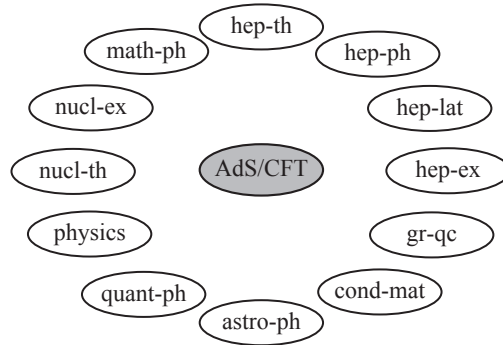 hep-th
math-ph
hep-ph
nucl-ex
hep-lat
nucl-th
AdS/CFT
hep-ex
physics
gr-qc
quant-ph
cond-mat
astro-ph